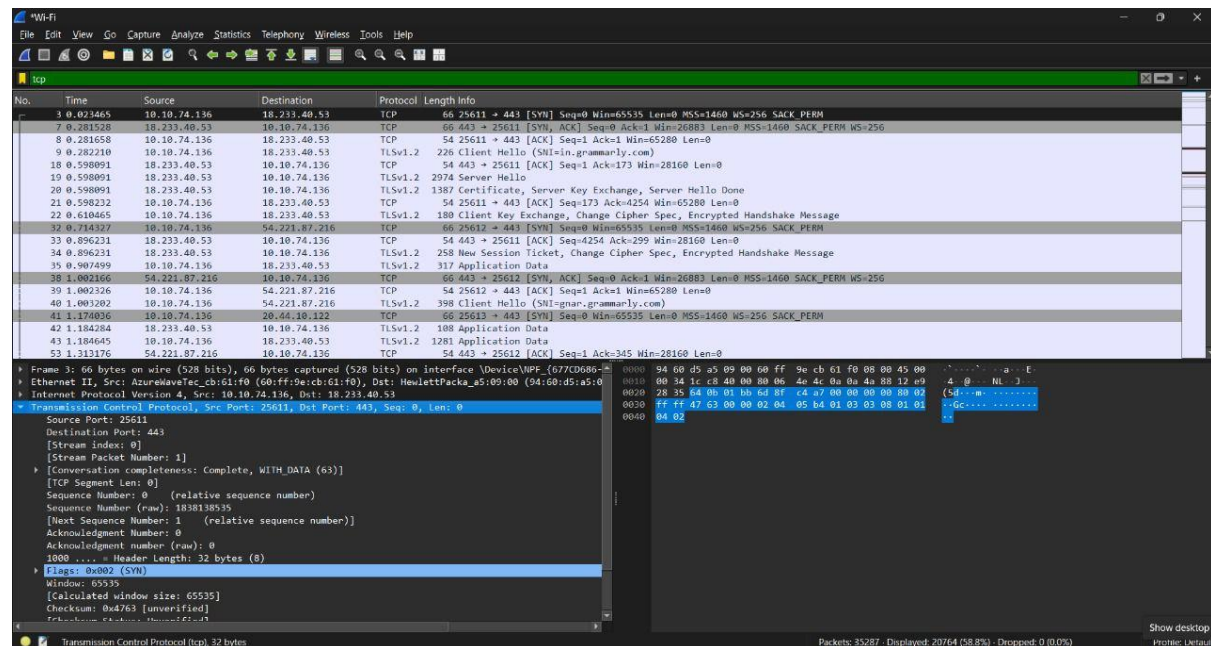 *Wi-Fi
File Edit View Go Capture Analyze Statistics Telephony Wireless Tools Help
tcp
No. Time Source Destination Protocol Length Info
3 0.023465 10.10.74.136 18.233.40.53 TCP 66 25611 → 443 [SYN] Seq=0 Win=65535 Len=0 MSS=1460 WS=256 SACK_PERM
7 0.281528 18.233.40.53 10.10.74.136 TCP 66 443 → 25611 [SYN, ACK] Seq=0 Ack=1 Win=26883 Len=0 MSS=1460 SACK_PERM WS=256
8 0.281658 10.10.74.136 18.233.40.53 TCP 54 25611 → 443 [ACK] Seq=1 Ack=1 Win=65280 Len=0
9 0.282210 10.10.74.136 18.233.40.53 TLSv1.2 226 Client Hello (SNI=in.grammarly.com)
18 0.598091 18.233.40.53 10.10.74.136 TCP 54 443 → 25611 [ACK] Seq=1 Ack=173 Win=28160 Len=0
19 0.598091 18.233.40.53 10.10.74.136 TLSv1.2 2974 Server Hello
20 0.598091 18.233.40.53 10.10.74.136 TLSv1.2 1387 Certificate, Server Key Exchange, Server Hello Done
21 0.598232 10.10.74.136 18.233.40.53 TCP 54 25611 → 443 [ACK] Seq=173 Ack=4254 Win=65280 Len=0
22 0.610465 10.10.74.136 18.233.40.53 TLSv1.2 180 Client Key Exchange, Change Cipher Spec, Encrypted Handshake Message
32 0.714327 10.10.74.136 54.221.87.216 TCP 66 25612 → 443 [SYN] Seq=0 Win=65535 Len=0 MSS=1460 WS=256 SACK_PERM
33 0.896231 18.233.40.53 10.10.74.136 TCP 54 443 → 25611 [ACK] Seq=4254 Ack=299 Win=28160 Len=0
34 0.896231 18.233.40.53 10.10.74.136 TLSv1.2 258 New Session Ticket, Change Cipher Spec, Encrypted Handshake Message
35 0.907499 10.10.74.136 18.233.40.53 TLSv1.2 317 Application Data
38 1.002166 54.221.87.216 10.10.74.136 TCP 66 443 → 25612 [SYN, ACK] Seq=0 Ack=1 Win=26883 Len=0 MSS=1460 SACK_PERM WS=256
39 1.002326 10.10.74.136 54.221.87.216 TCP 54 25612 → 443 [ACK] Seq=1 Ack=1 Win=65280 Len=0
40 1.003202 10.10.74.136 54.221.87.216 TLSv1.2 398 Client Hello (SNI=gnar.grammarly.com)
41 1.174036 10.10.74.136 20.44.10.122 TCP 66 25613 → 443 [SYN] Seq=0 Win=65535 Len=0 MSS=1460 WS=256 SACK_PERM
42 1.184284 18.233.40.53 10.10.74.136 TLSv1.2 108 Application Data
43 1.184645 10.10.74.136 18.233.40.53 TLSv1.2 1281 Application Data
53 1.313176 54.221.87.216 10.10.74.136 TCP 54 443 → 25612 [ACK] Seq=1 Ack=345 Win=28160 Len=0
Frame 3: 66 bytes on wire (528 bits), 66 bytes captured (528 bits) on interface \Device\NPF_{677CD686-
Ethernet II, Src: AzureWaveTec_cb:61:f0 (60:ff:9e:cb:61:f0), Dst: HewlettPacka_a5:09:00 (94:60:d5:a5:0
Internet Protocol Version 4, Src: 10.10.74.136, Dst: 18.233.40.53
Transmission Control Protocol, Src Port: 25611, Dst Port: 443, Seq: 0, Len: 0
Source Port: 25611
Destination Port: 443
[Stream index: 0]
[Stream Packet Number: 1]
[Conversation completeness: Complete, WITH_DATA (63)]
[TCP Segment Len: 0]
Sequence Number: 0 (relative sequence number)
Sequence Number (raw): 1838138535
[Next Sequence Number: 1 (relative sequence number)]
Acknowledgment Number: 0
Acknowledgment number (raw): 0
1000 .... = Header Length: 32 bytes (8)
Flags: 0x002 (SYN)
Window: 65535
[Calculated window size: 65535]
Checksum: 0x4763 [unverified]
0000 94 60 d5 a5 09 00 60 ff 9e cb 61 f0 08 00 45 00 ·`····`· ··a···E·
0010 00 34 1c c8 40 00 80 06 4e 4c 0a 0a 4a 88 12 e9 ·4··@··· NL··J···
0020 28 35 64 0b 01 bb 6d 8f c4 a7 00 00 00 00 80 02 (5d···m· ········
0030 ff ff 47 63 00 00 02 04 05 b4 01 03 03 08 01 01 ··Gc···· ········
0040 04 02 ··
Show desktop
Transmission Control Protocol (tcp), 32 bytes Packets: 35287 · Displayed: 20764 (58.8%) · Dropped: 0 (0.0%) Profile: Defaul